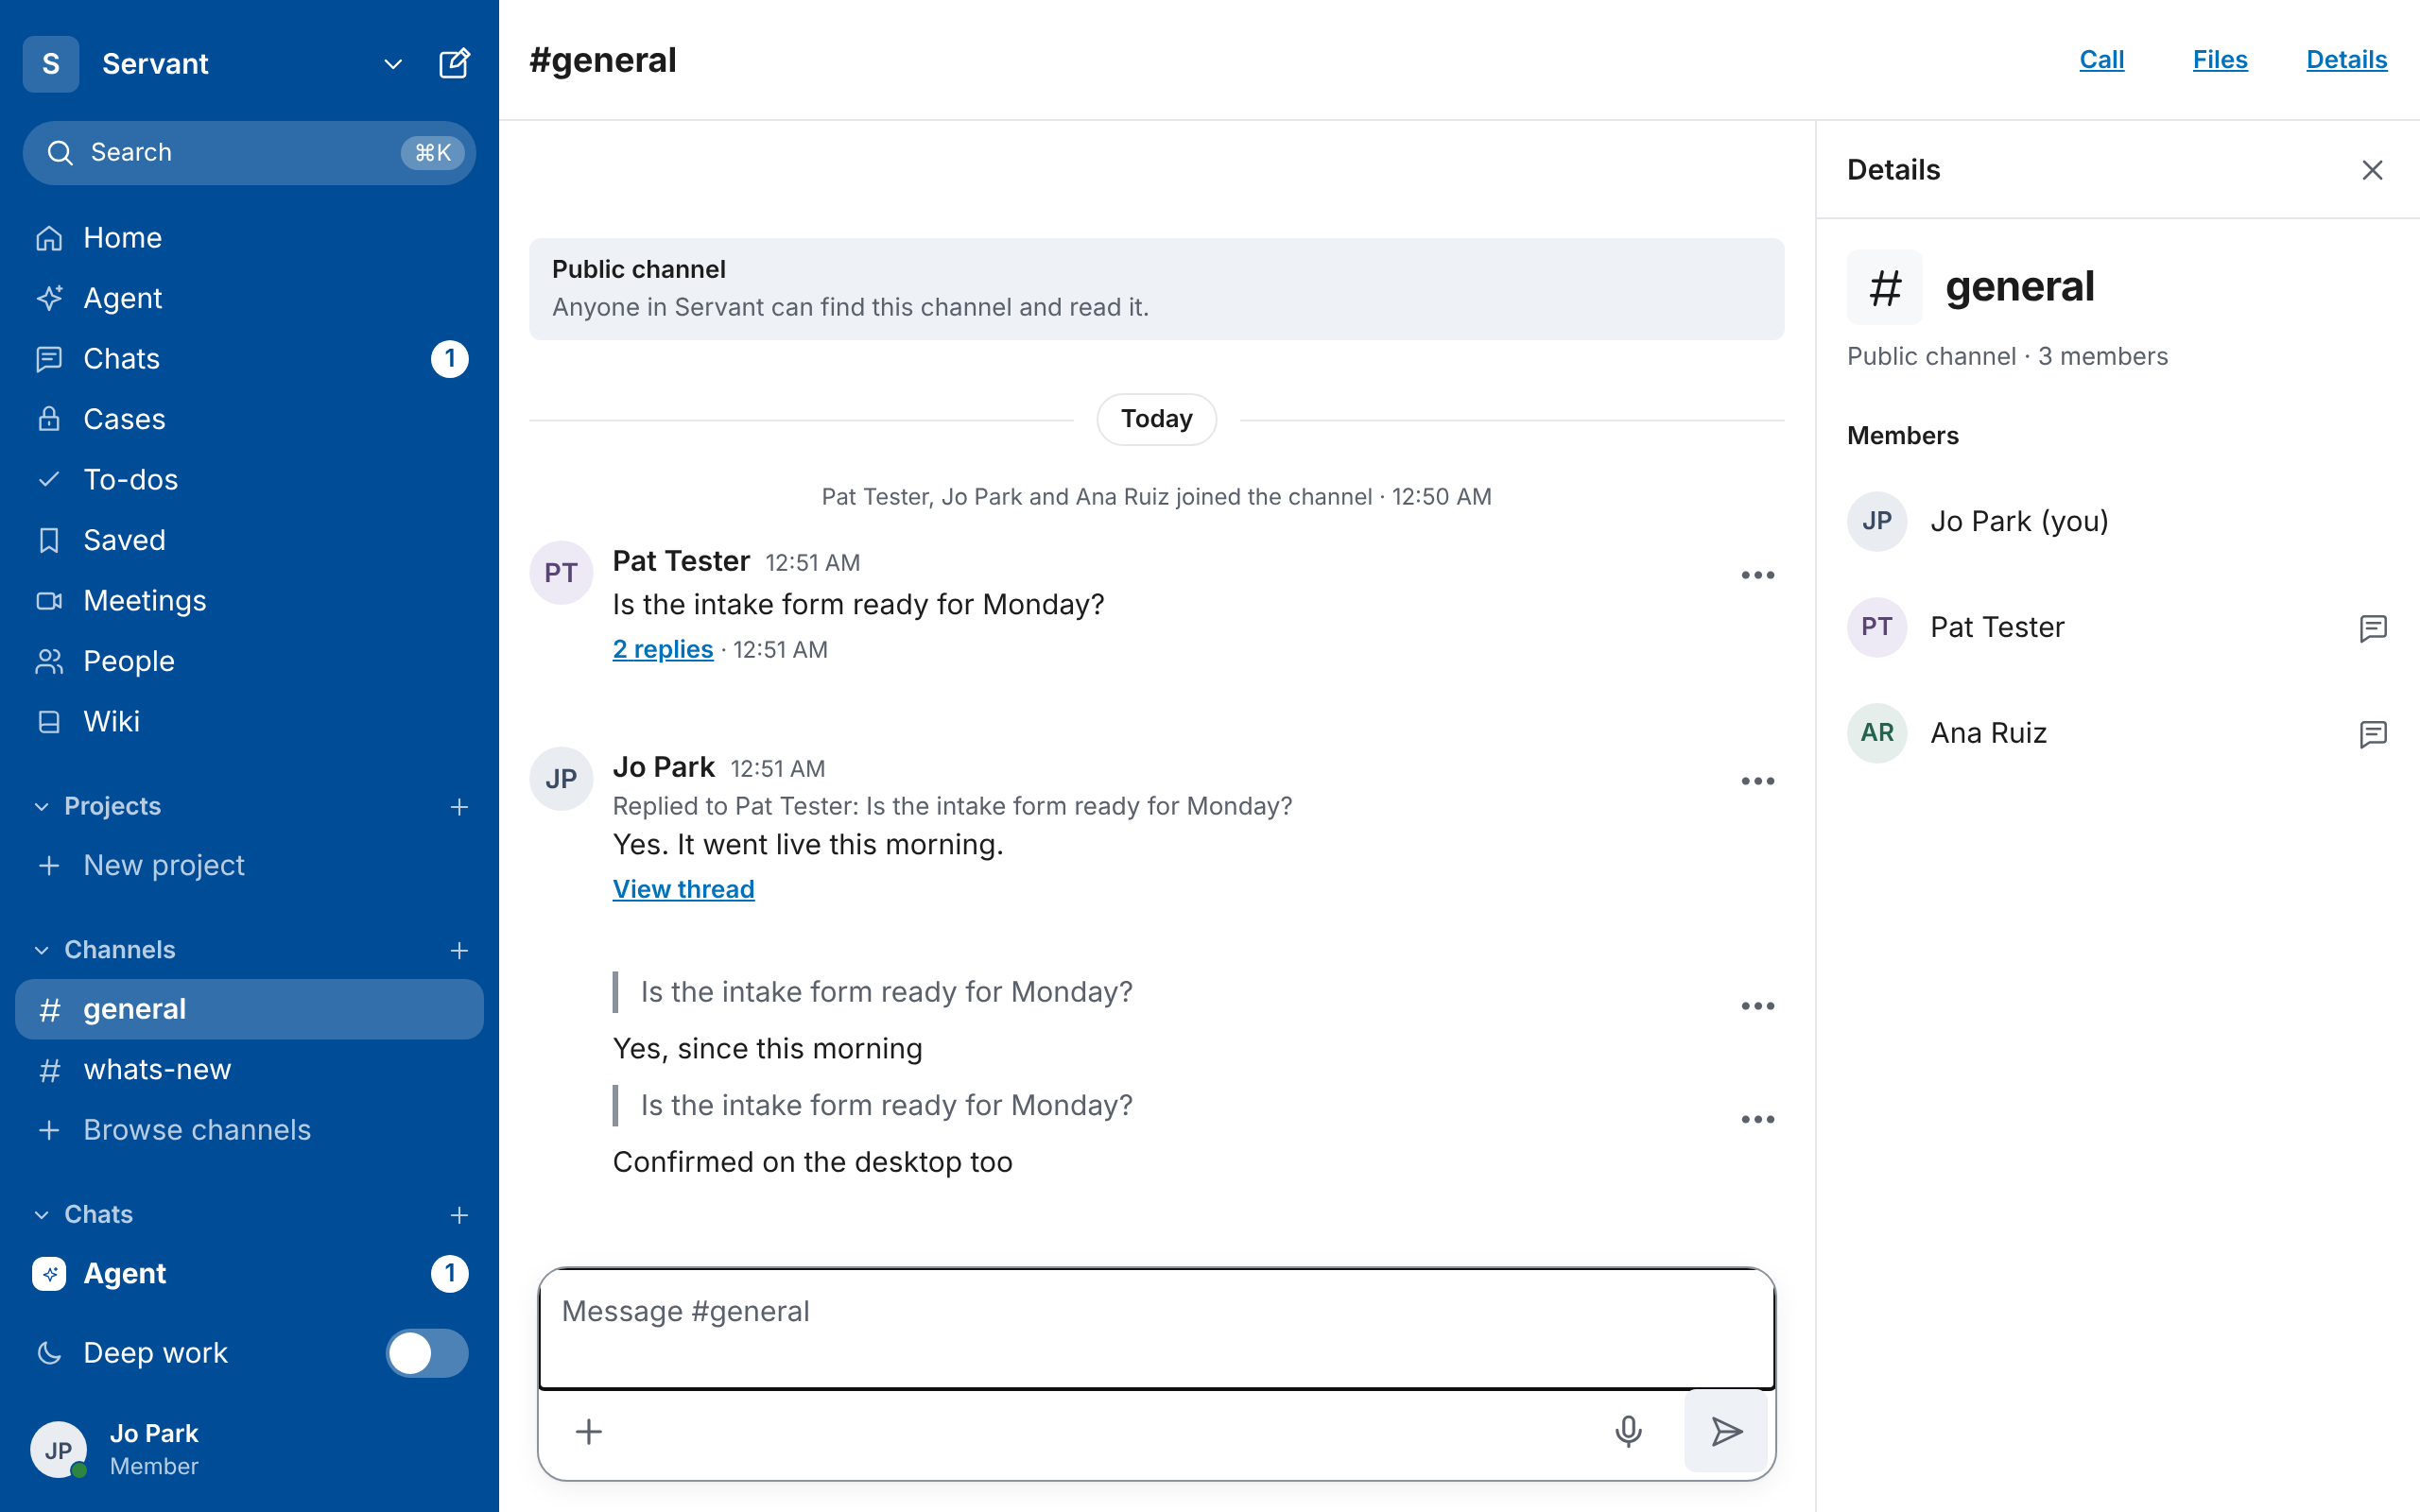 S Servant
Search ⌘K
Home
Agent
Chats 1
Cases
To-dos
Saved
Meetings
People
Wiki
Projects
New project
Channels
# general
# whats-new
Browse channels
Chats
Agent 1
Deep work
JP Jo Park
Member
#general
Call Files Details
Public channel
Anyone in Servant can find this channel and read it.
Today
Pat Tester, Jo Park and Ana Ruiz joined the channel · 12:50 AM
PT Pat Tester 12:51 AM
Is the intake form ready for Monday?
2 replies · 12:51 AM
JP Jo Park 12:51 AM
Replied to Pat Tester: Is the intake form ready for Monday?
Yes. It went live this morning.
View thread
Is the intake form ready for Monday?
Yes, since this morning
Is the intake form ready for Monday?
Confirmed on the desktop too
Message #general
Details
# general
Public channel · 3 members
Members
JP Jo Park (you)
PT Pat Tester
AR Ana Ruiz